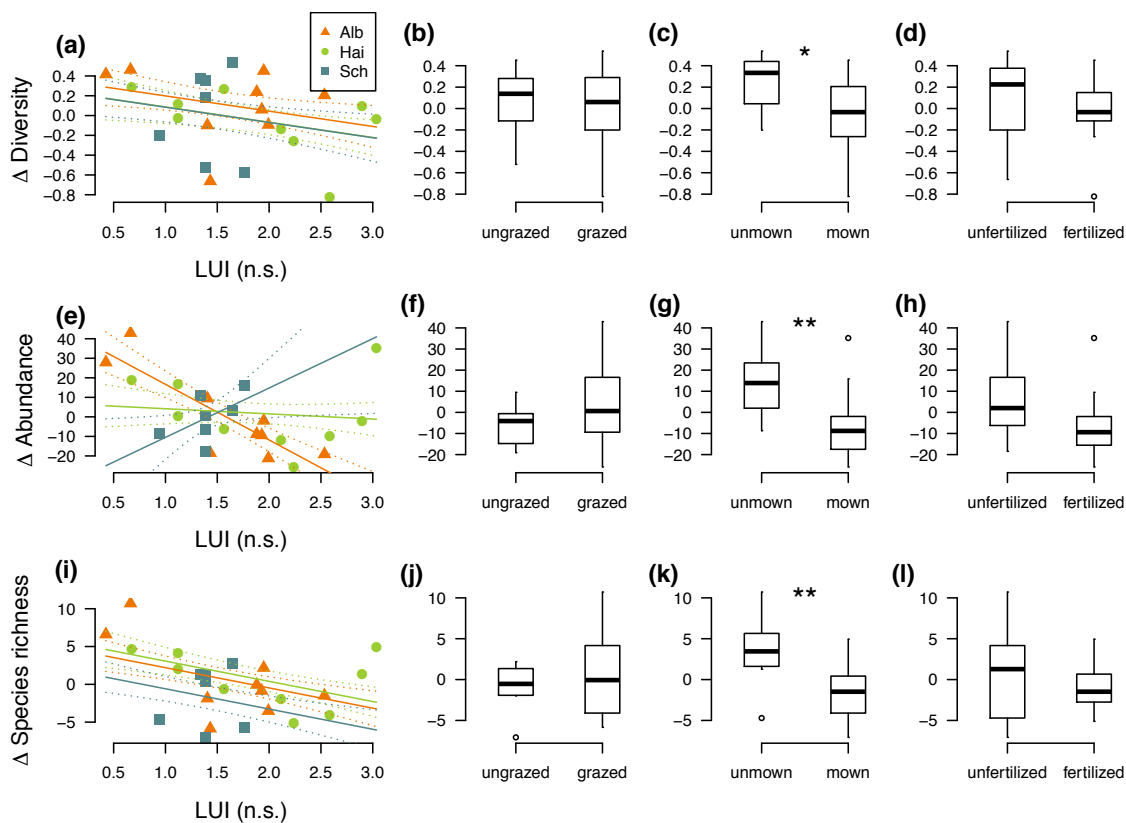 (a)
Alb
Hai
Sch
(b)
(c)
*
(d)
Δ Diversity
0.4
0.2
0.0
−0.2
−0.4
−0.6
−0.8
0.5 1.0 1.5 2.0 2.5 3.0
LUI (n.s.)
0.4
0.2
0.0
−0.2
−0.4
−0.6
−0.8
ungrazed grazed
0.4
0.2
0.0
−0.2
−0.4
−0.6
−0.8
unmown mown
0.4
0.2
0.0
−0.2
−0.4
−0.6
−0.8
unfertilized fertilized
(e)
(f)
(g)
**
(h)
Δ Abundance
40
30
20
10
0
−10
−20
0.5 1.0 1.5 2.0 2.5 3.0
LUI (n.s.)
40
30
20
10
0
−10
−20
ungrazed grazed
40
30
20
10
0
−10
−20
unmown mown
40
30
20
10
0
−10
−20
unfertilized fertilized
(i)
(j)
(k)
**
(l)
Δ Species richness
10
5
0
−5
0.5 1.0 1.5 2.0 2.5 3.0
LUI (n.s.)
10
5
0
−5
ungrazed grazed
10
5
0
−5
unmown mown
10
5
0
−5
unfertilized fertilized